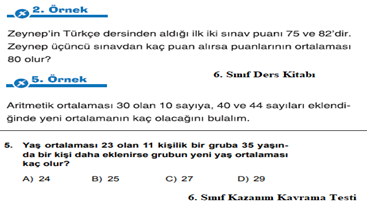 2. Örnek
Zeynep'in Türkçe dersinden aldığı ilk iki sınav puanı 75 ve 82'dir.
Zeynep üçüncü sınavdan kaç puan alırsa puanlarının ortalaması
80 olur?
6. Sınıf Ders Kitabı
5. Örnek
Aritmetik ortalaması 30 olan 10 sayıya, 40 ve 44 sayıları eklendi-
ğinde yeni ortalamanın kaç olacağını bulalım.
5. Yaş ortalaması 23 olan 11 kişilik bir gruba 35 yaşın-
da bir kişi daha eklenirse grubun yeni yaş ortalaması
kaç olur?
A) 24 B) 25 C) 27 D) 29
6. Sınıf Kazanım Kavrama Testi